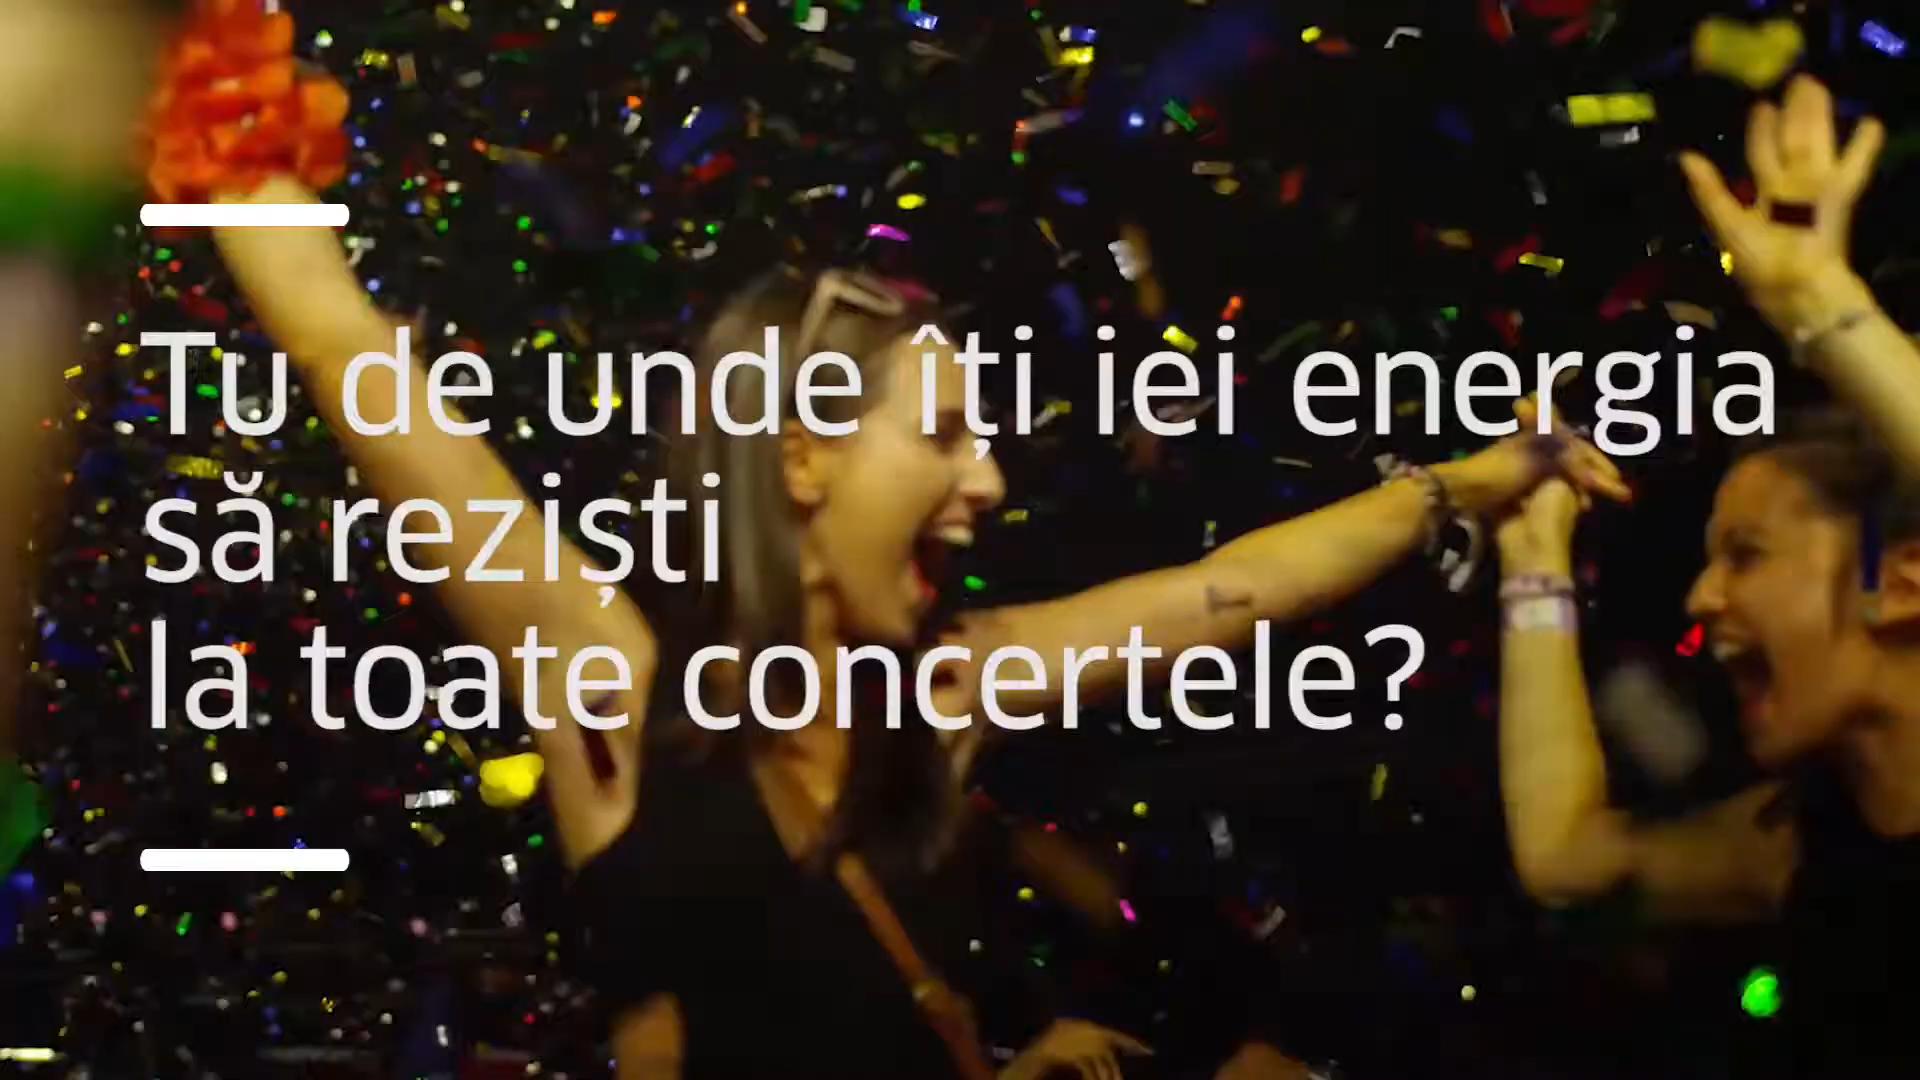 Tu de unde îți iei energia
să reziști
la toate concertele?